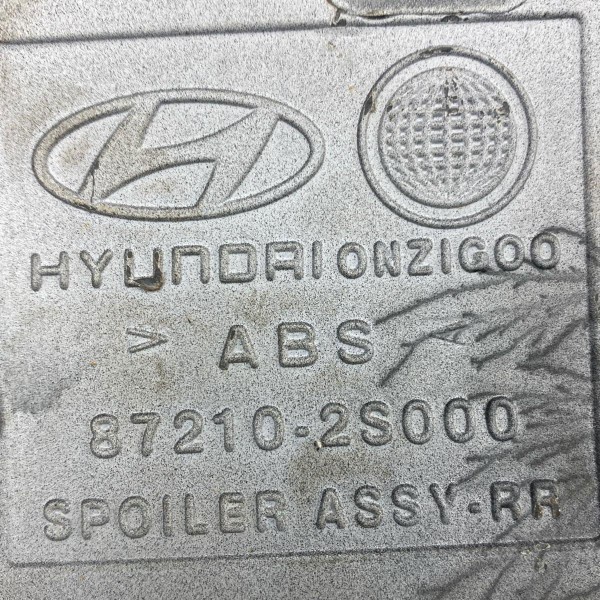 HYUNDAI ONZIGOO
> ABS
87210-2S000
SPOILER ASSY-RR